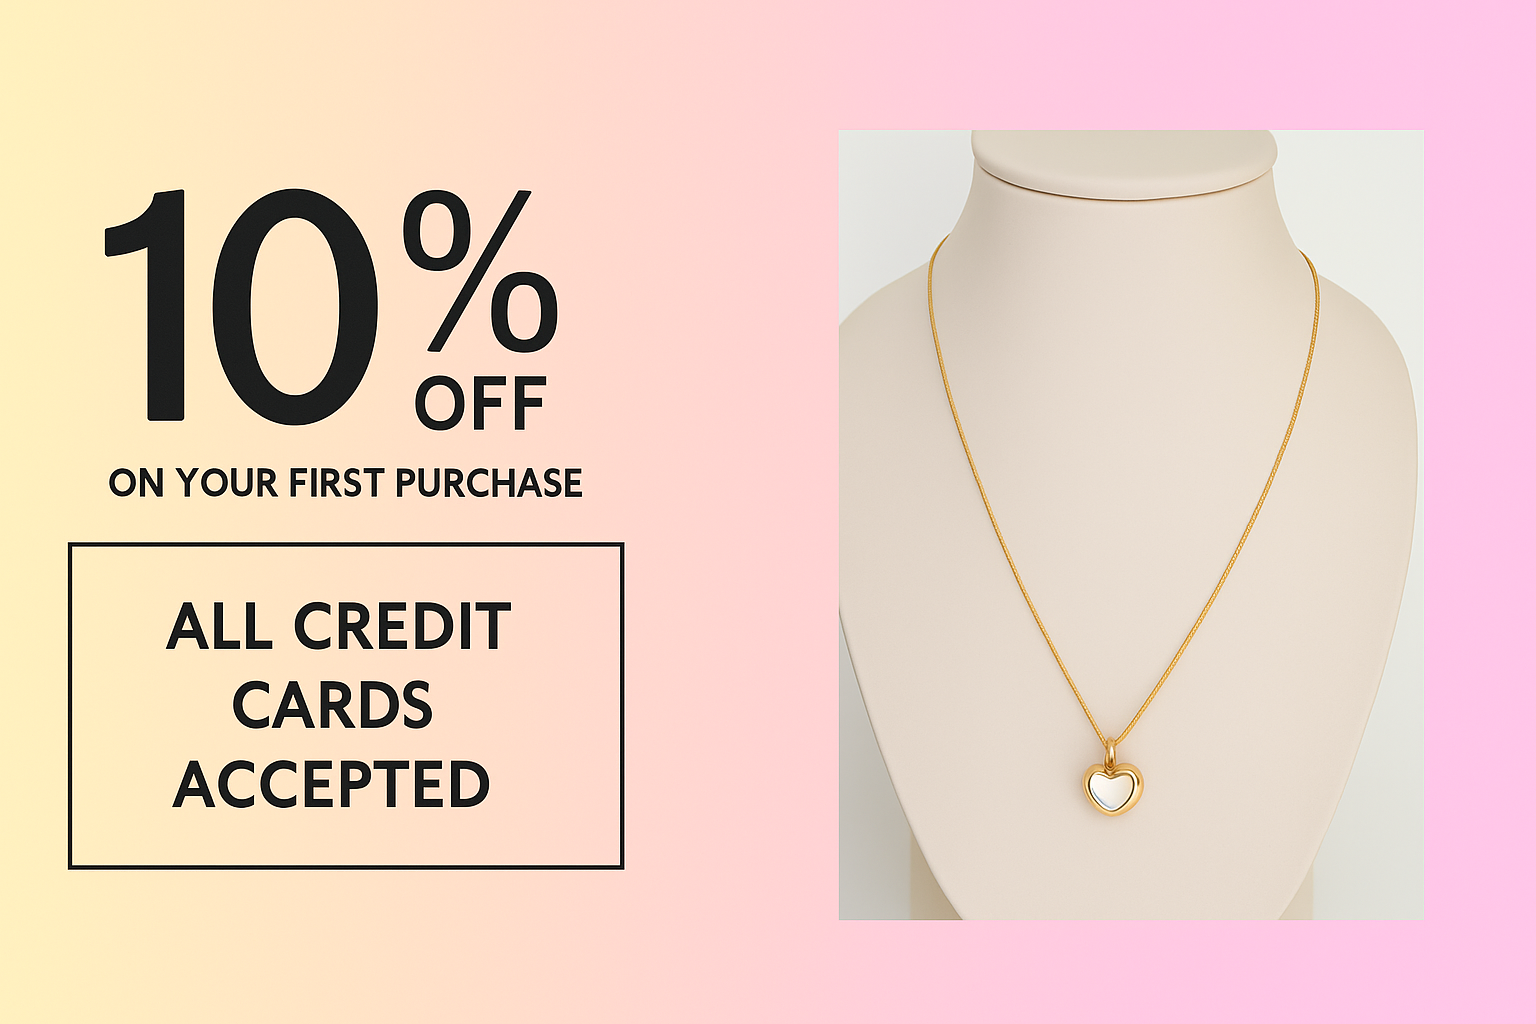 10%
OFF
ON YOUR FIRST PURCHASE
ALL CREDIT
CARDS
ACCEPTED